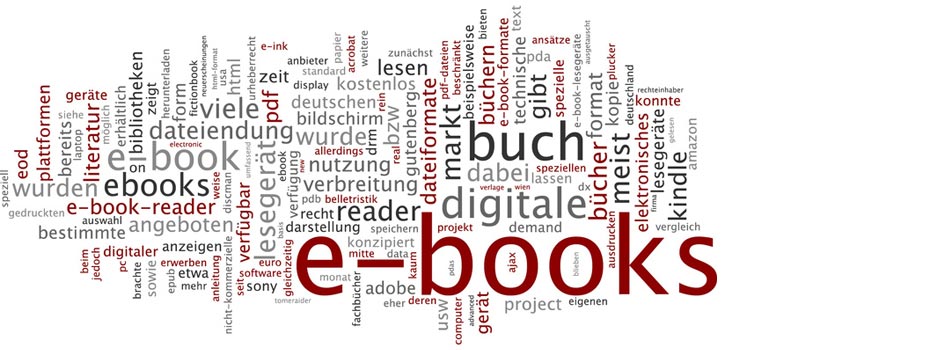 e-books
buch
digitale
e-book
ebooks
reader
dateiendung
wurden
wurde
viele
markt
dabei
gibt
meist
bücher
büchern
format
kindle
lesegerät
lesegeräte
dateiformate
verbreitung
nutzung
angeboten
e-book-reader
bestimmte
verfügbar
literatur
plattformen
geräte
bereits
eod
speziell
siehe
laptop
möglich
erhältlich
bibliotheken
zeigt
form
herunterladen
fictionbook
neuerscheinungen
html-format
usa
html
urheberrecht
e-ink
zeit
pdf
anbieter
standard
display
papier
acrobat
weitere
zunächst
lesen
kostenlos
deutschen
bildschirm
rein
drm
bzw
real
gutenberg
pdf-dateien
beschränkt
beispielsweise
bieten
e-book-formate
technische
text
ansätze
pda
spezielle
ausgetauscht
e-book-lesegeräte
kopieplucker
deutschland
rechteinhaber
konnte
elektronisches
firma
gelesen
amazon
vergleich
electronic
on
weise
discman
umfassend
ebook
verfügung
allerdings
new
pdb
belletristik
recht
darstellung
basis
speziellen
lassen
verlage
wien
dx
gedruckten
auswahl
anzeigen
digitaler
beim
jedoch
pc
brachte
sowie
epub
erwerben
etwa
mehr
anleitung
nicht-kommerzielle
seit
software
euro
sony
gleichzeitig
tomeraider
monat
fachbücher
konzipiert
mitte
data
adobe
eher
deren
kaum
speichern
projekt
demand
pdas
usw
computer
advanced
gerät
ajax
project
eigenen
blieben
ausdrucken